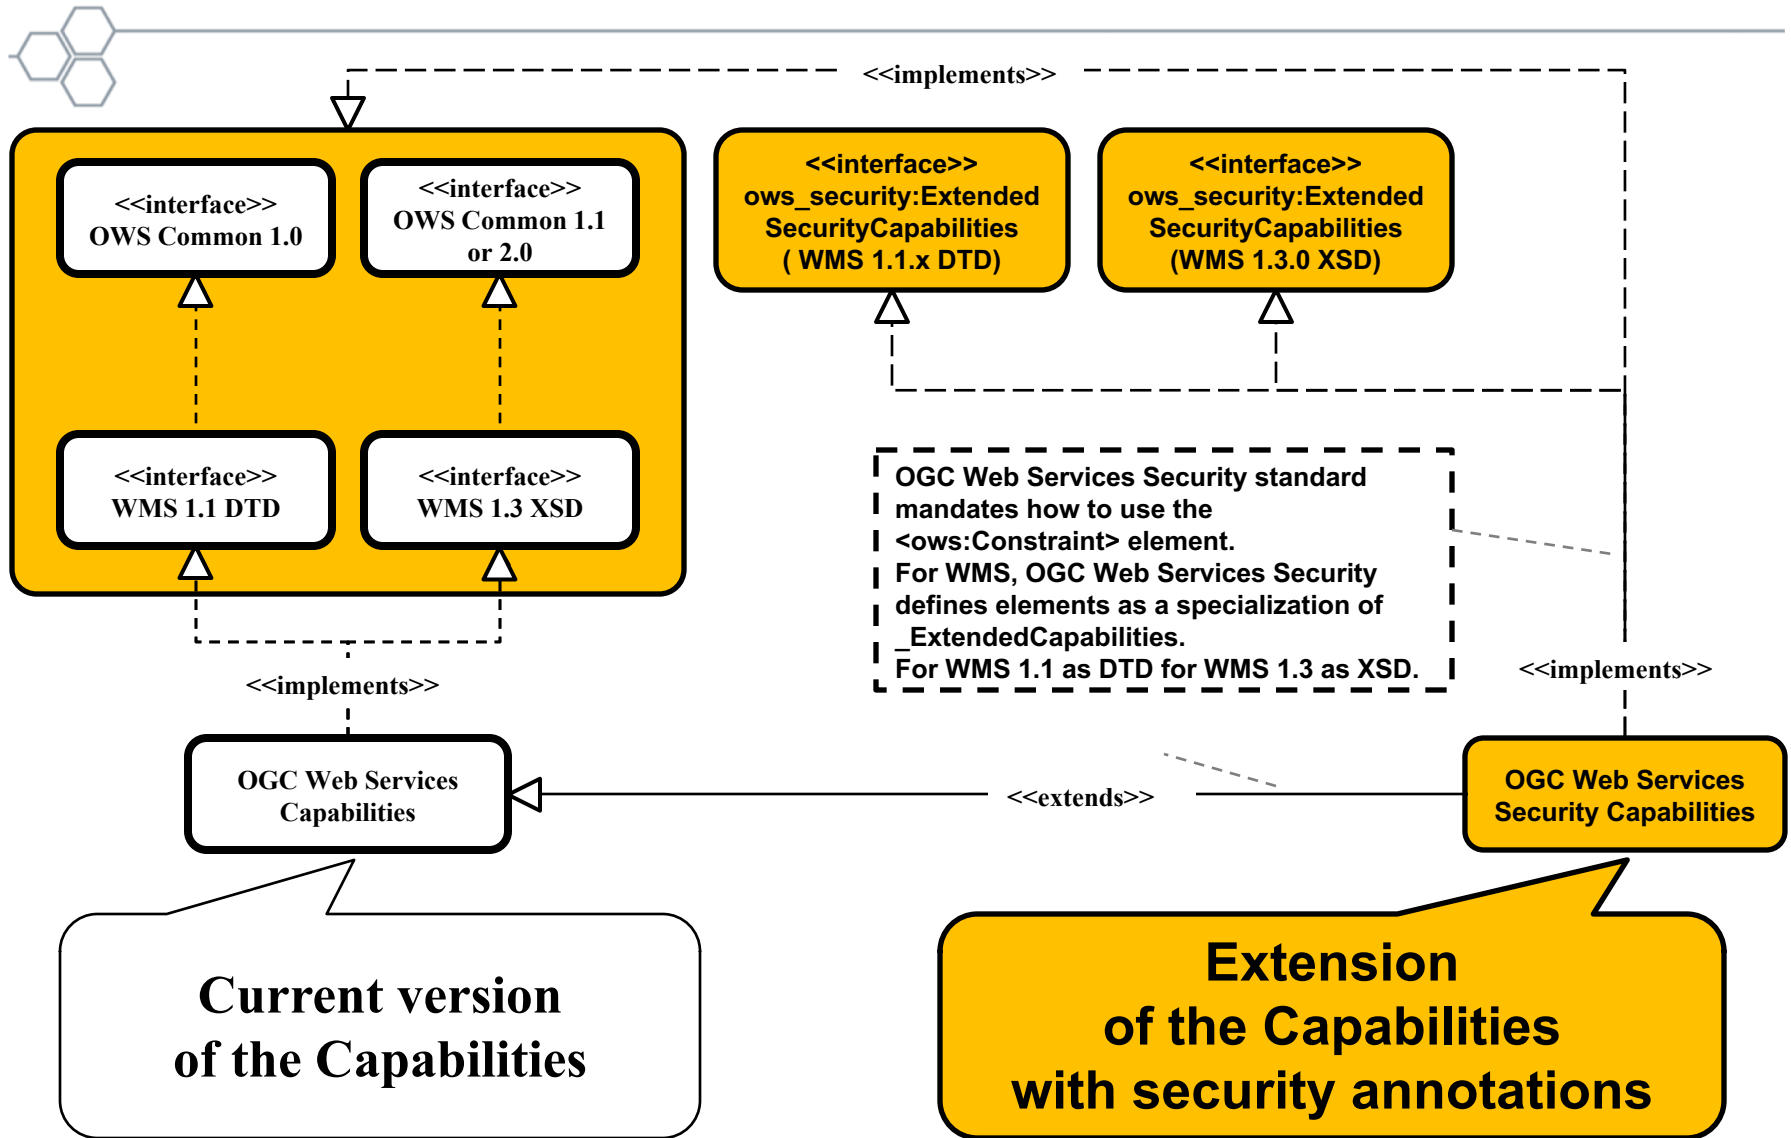 <<implements>>
<<interface>>
OWS Common 1.0
<<interface>>
OWS Common 1.1
or 2.0
<<interface>>
ows_security:Extended
SecurityCapabilities
( WMS 1.1.x DTD)
<<interface>>
ows_security:Extended
SecurityCapabilities
(WMS 1.3.0 XSD)
<<interface>>
WMS 1.1 DTD
<<interface>>
WMS 1.3 XSD
OGC Web Services Security standard
mandates how to use the
<ows:Constraint> element.
For WMS, OGC Web Services Security
defines elements as a specialization of
_ExtendedCapabilities.
For WMS 1.1 as DTD for WMS 1.3 as XSD.
<<implements>>
<<implements>>
OGC Web Services
Capabilities
<<extends>>
OGC Web Services
Security Capabilities
Current version
of the Capabilities
Extension
of the Capabilities
with security annotations